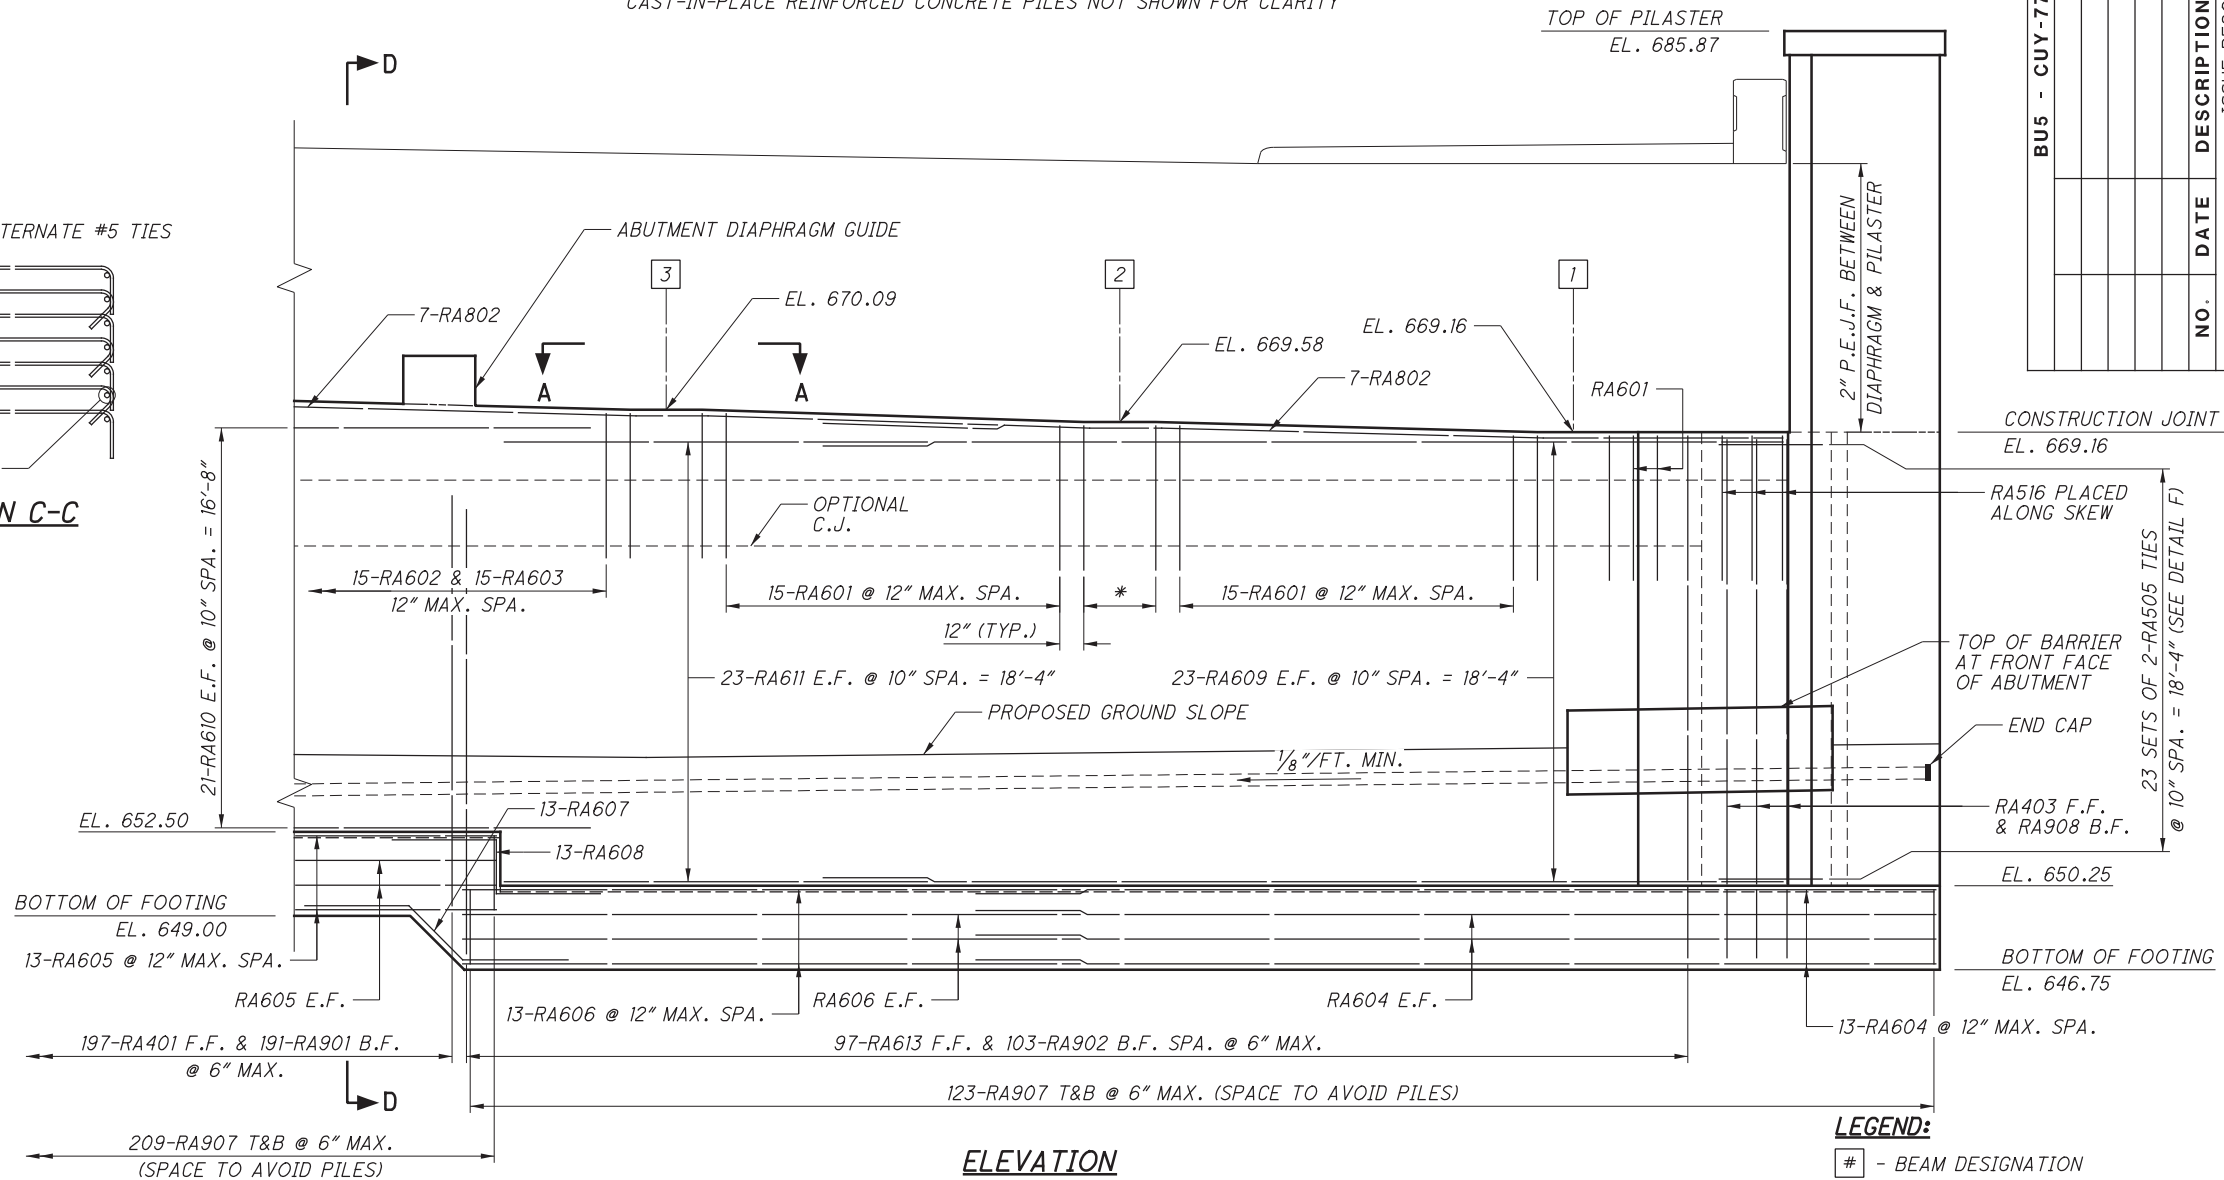 CAST-IN-PLACE REINFORCED CONCRETE PILES NOT SHOWN FOR CLARITY
TOP OF PILASTER
EL. 685.87
D
BU5 - CUY-77
DESCRIPTION
DATE
NO.
TERNATE #5 TIES
N C-C
ABUTMENT DIAPHRAGM GUIDE
3
2
1
7-RA802
EL. 670.09
EL. 669.58
EL. 669.16
7-RA802
RA601
A
A
2" P.E.J.F. BETWEEN
DIAPHRAGM & PILASTER
CONSTRUCTION JOINT
EL. 669.16
RA516 PLACED
ALONG SKEW
OPTIONAL
C.J.
21-RA610 E.F. @ 10" SPA. = 16'-8"
15-RA602 & 15-RA603
12" MAX. SPA.
15-RA601 @ 12" MAX. SPA.
*
15-RA601 @ 12" MAX. SPA.
12" (TYP.)
23-RA611 E.F. @ 10" SPA. = 18'-4"
23-RA609 E.F. @ 10" SPA. = 18'-4"
23 SETS OF 2-RA505 TIES
@ 10" SPA. = 18'-4" (SEE DETAIL F)
TOP OF BARRIER
AT FRONT FACE
OF ABUTMENT
PROPOSED GROUND SLOPE
END CAP
1/8"/FT. MIN.
13-RA607
RA403 F.F.
& RA908 B.F.
EL. 652.50
13-RA608
EL. 650.25
BOTTOM OF FOOTING
EL. 649.00
13-RA605 @ 12" MAX. SPA.
BOTTOM OF FOOTING
EL. 646.75
RA605 E.F.
13-RA606 @ 12" MAX. SPA.
RA606 E.F.
RA604 E.F.
13-RA604 @ 12" MAX. SPA.
197-RA401 F.F. & 191-RA901 B.F.
@ 6" MAX.
97-RA613 F.F. & 103-RA902 B.F. SPA. @ 6" MAX.
D
123-RA907 T&B @ 6" MAX. (SPACE TO AVOID PILES)
209-RA907 T&B @ 6" MAX.
(SPACE TO AVOID PILES)
ELEVATION
LEGEND:
# - BEAM DESIGNATION